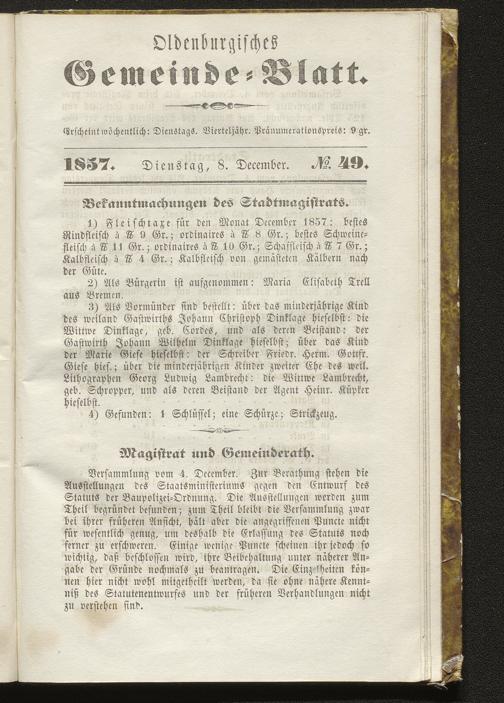 Oldenburgisches
Gemeinde-Blatt.
Erscheint wöchentlich: Dienstags. Vierteljähr. Pränumerationspreis: 9 gr.
1857. Dienstag, 8. December. № 49.
Bekanntmachungen des Stadtmagistrats.
1) Fleischtaxe für den Monat December 1857: bestes
Rindfleisch à ℔ 9 Gr.; ordinaires à ℔ 8 Gr.; bestes Schweine-
fleisch à ℔ 11 Gr.; ordinaires à ℔ 10 Gr.; Schaffleisch à ℔ 7 Gr.;
Kalbfleisch à ℔ 4 Gr.; Kalbfleisch von gemästeten Kälbern nach
der Güte.
2) Als Bürgerin ist aufgenommen: Maria Elisabeth Trell
aus Bremen.
3) Als Vormünder sind bestellt: über das minderjährige Kind
des weiland Gastwirths Johann Christoph Dinklage hieselbst: die
Wittwe Dinklage, geb. Cordes, und als deren Beistand: der
Gastwirth Johann Wilhelm Dinklage hieselbst; über das Kind
der Marie Giese hieselbst: der Schreiber Friedr. Herm. Gottfr.
Giese hies.; über die minderjährigen Kinder zweiter Ehe des weil.
Lithographen Georg Ludwig Lambrecht: die Wittwe Lambrecht,
geb. Schropper, und als deren Beistand der Agent Heinr. Küpker
hieselbst.
4) Gefunden: 1 Schlüssel; eine Schürze; Strickzeug.
Magistrat und Gemeinderath.
Versammlung vom 4. December. Zur Berathung stehen die
Ausstellungen des Staatsministeriums gegen den Entwurf des
Statuts der Baupolizei-Ordnung. Die Ausstellungen werden zum
Theil begründet befunden; zum Theil bleibt die Versammlung zwar
bei ihrer früheren Ansicht, hält aber die angegriffenen Puncte nicht
für wesentlich genug, um deshalb die Erlassung des Statuts noch
ferner zu erschweren. Einige wenige Puncte scheinen ihr jedoch so
wichtig, daß beschlossen wird, ihre Beibehaltung unter näherer An-
gabe der Gründe nochmals zu beantragen. Die Einzelheiten kön-
nen hier nicht wohl mitgetheilt werden, da sie ohne nähere Kennt-
niß des Statutenentwurfes und der früheren Verhandlungen nicht
zu verstehen sind.